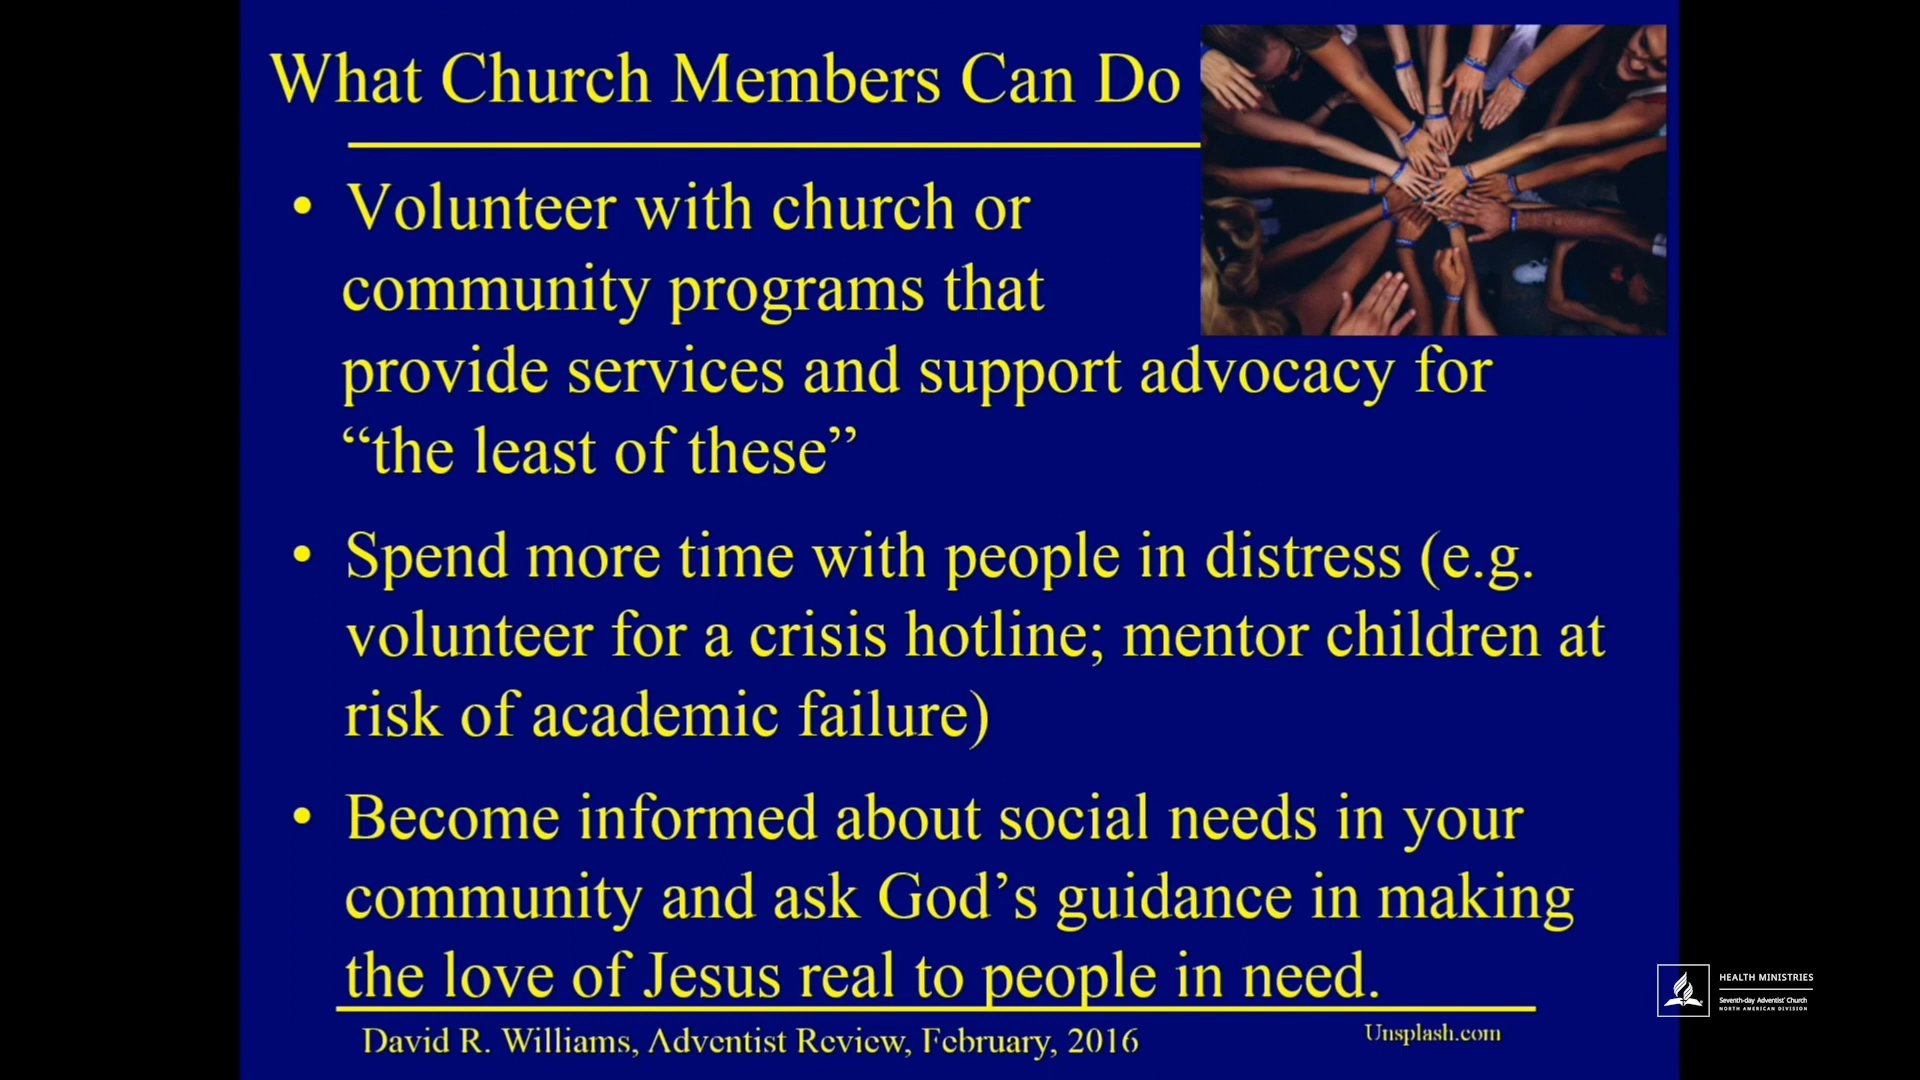 What Church Members Can Do
• Volunteer with church or
community programs that
provide services and support advocacy for
“the least of these”
• Spend more time with people in distress (e.g.
volunteer for a crisis hotline; mentor children at
risk of academic failure)
• Become informed about social needs in your
community and ask God’s guidance in making
the love of Jesus real to people in need.
David R. Williams, Adventist Review, February, 2016
Unsplash.com
HEALTH MINISTRIES
Seventh-day Adventist® Church
NORTH AMERICAN DIVISION